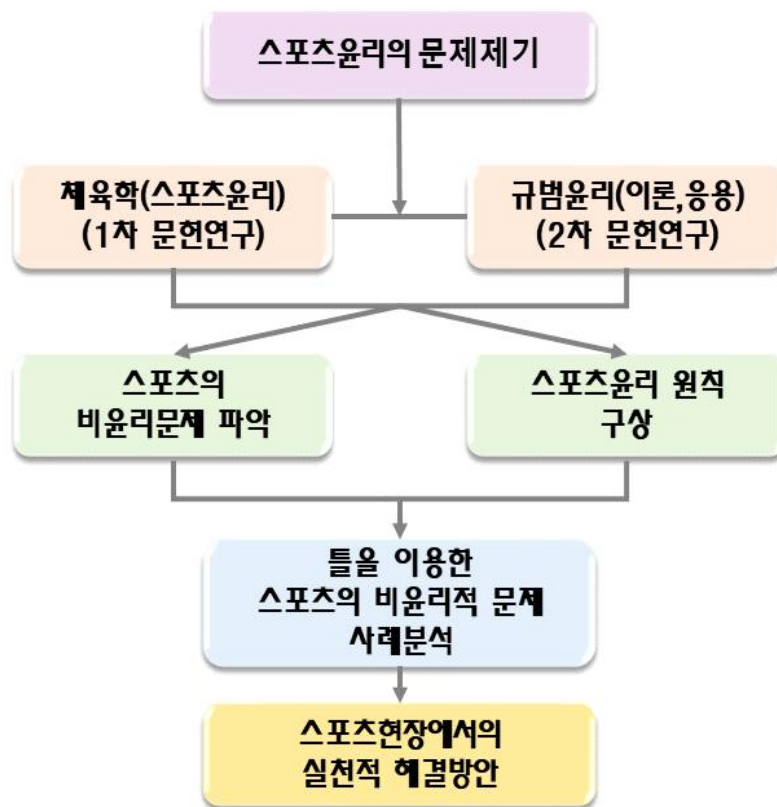 스포츠윤리의 문제제기
체육학(스포츠윤리)
(1차 문헌연구)
규범윤리(이론,응용)
(2차 문헌연구)
스포츠의
비윤리문제 파악
스포츠윤리 원칙
구상
틀을 이용한
스포츠의 비윤리적 문제
사례분석
스포츠현장에서의
실천적 해결방안